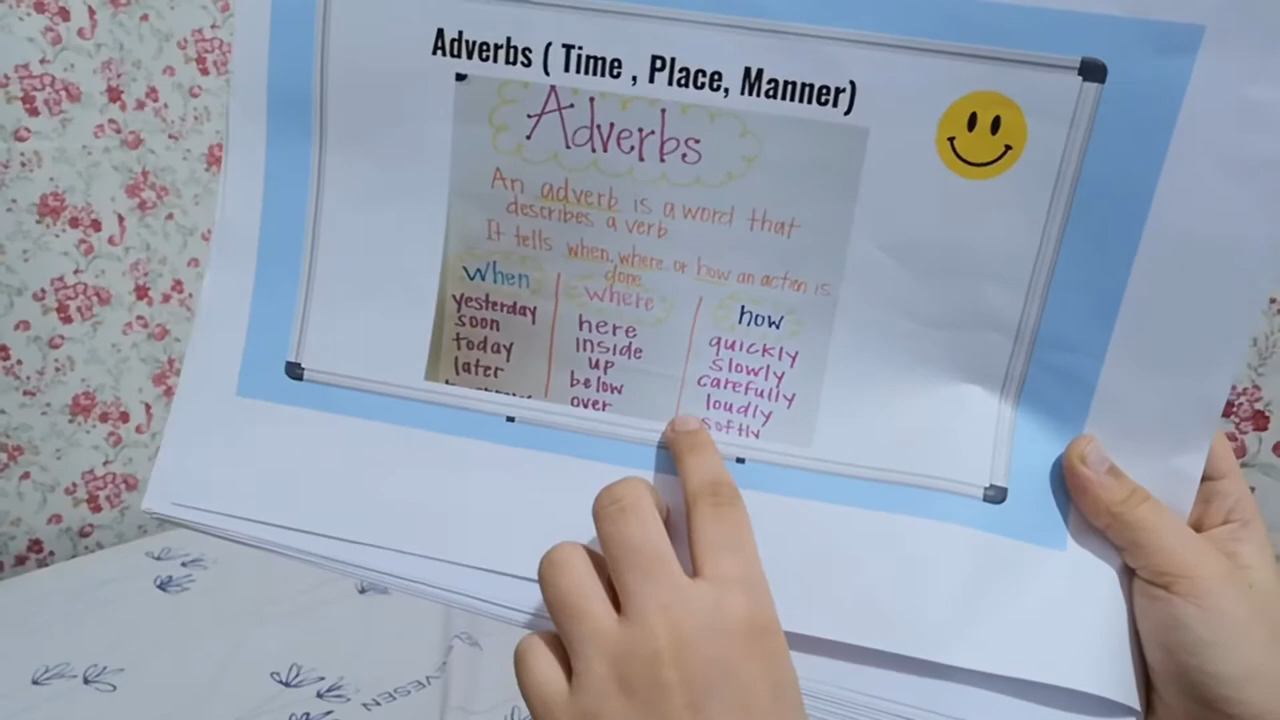 Adverbs ( Time , Place, Manner)
Adverbs
An adverb is a word that
describes a verb
It tells when, where or how an action is
done
When
yesterday
soon
today
later
where
here
inside
up
below
over
how
quickly
slowly
carefully
loudly
softly
VESEN